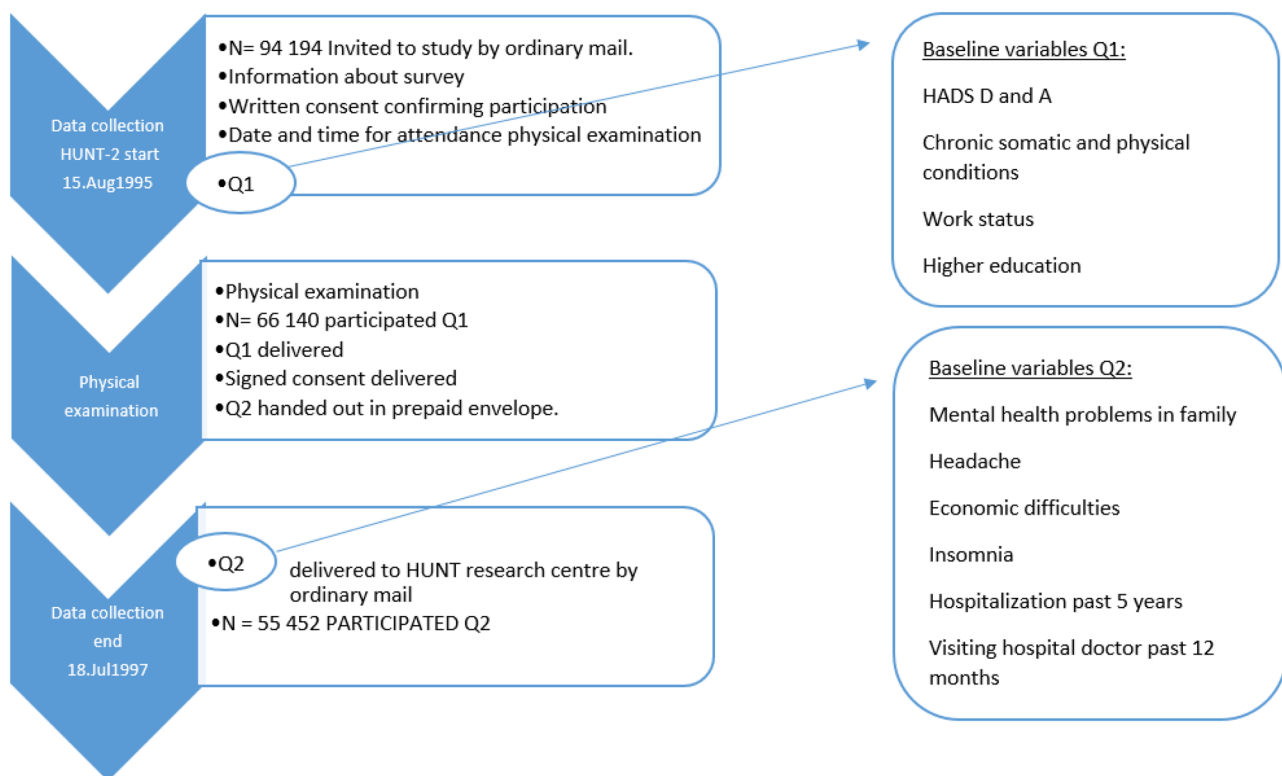 Data collection
HUNT-2 start
15.Aug1995
•N= 94 194 Invited to study by ordinary mail.
•Information about survey
•Written consent confirming participation
•Date and time for attendance physical examination
•Q1
Baseline variables Q1:
HADS D and A
Chronic somatic and physical
conditions
Work status
Higher education
Physical
examination
•Physical examination
•N= 66 140 participated Q1
•Q1 delivered
•Signed consent delivered
•Q2 handed out in prepaid envelope.
Data collection
end
18.Jul1997
•Q2
delivered to HUNT research centre by
ordinary mail
•N = 55 452 PARTICIPATED Q2
Baseline variables Q2:
Mental health problems in family
Headache
Economic difficulties
Insomnia
Hospitalization past 5 years
Visiting hospital doctor past 12
months